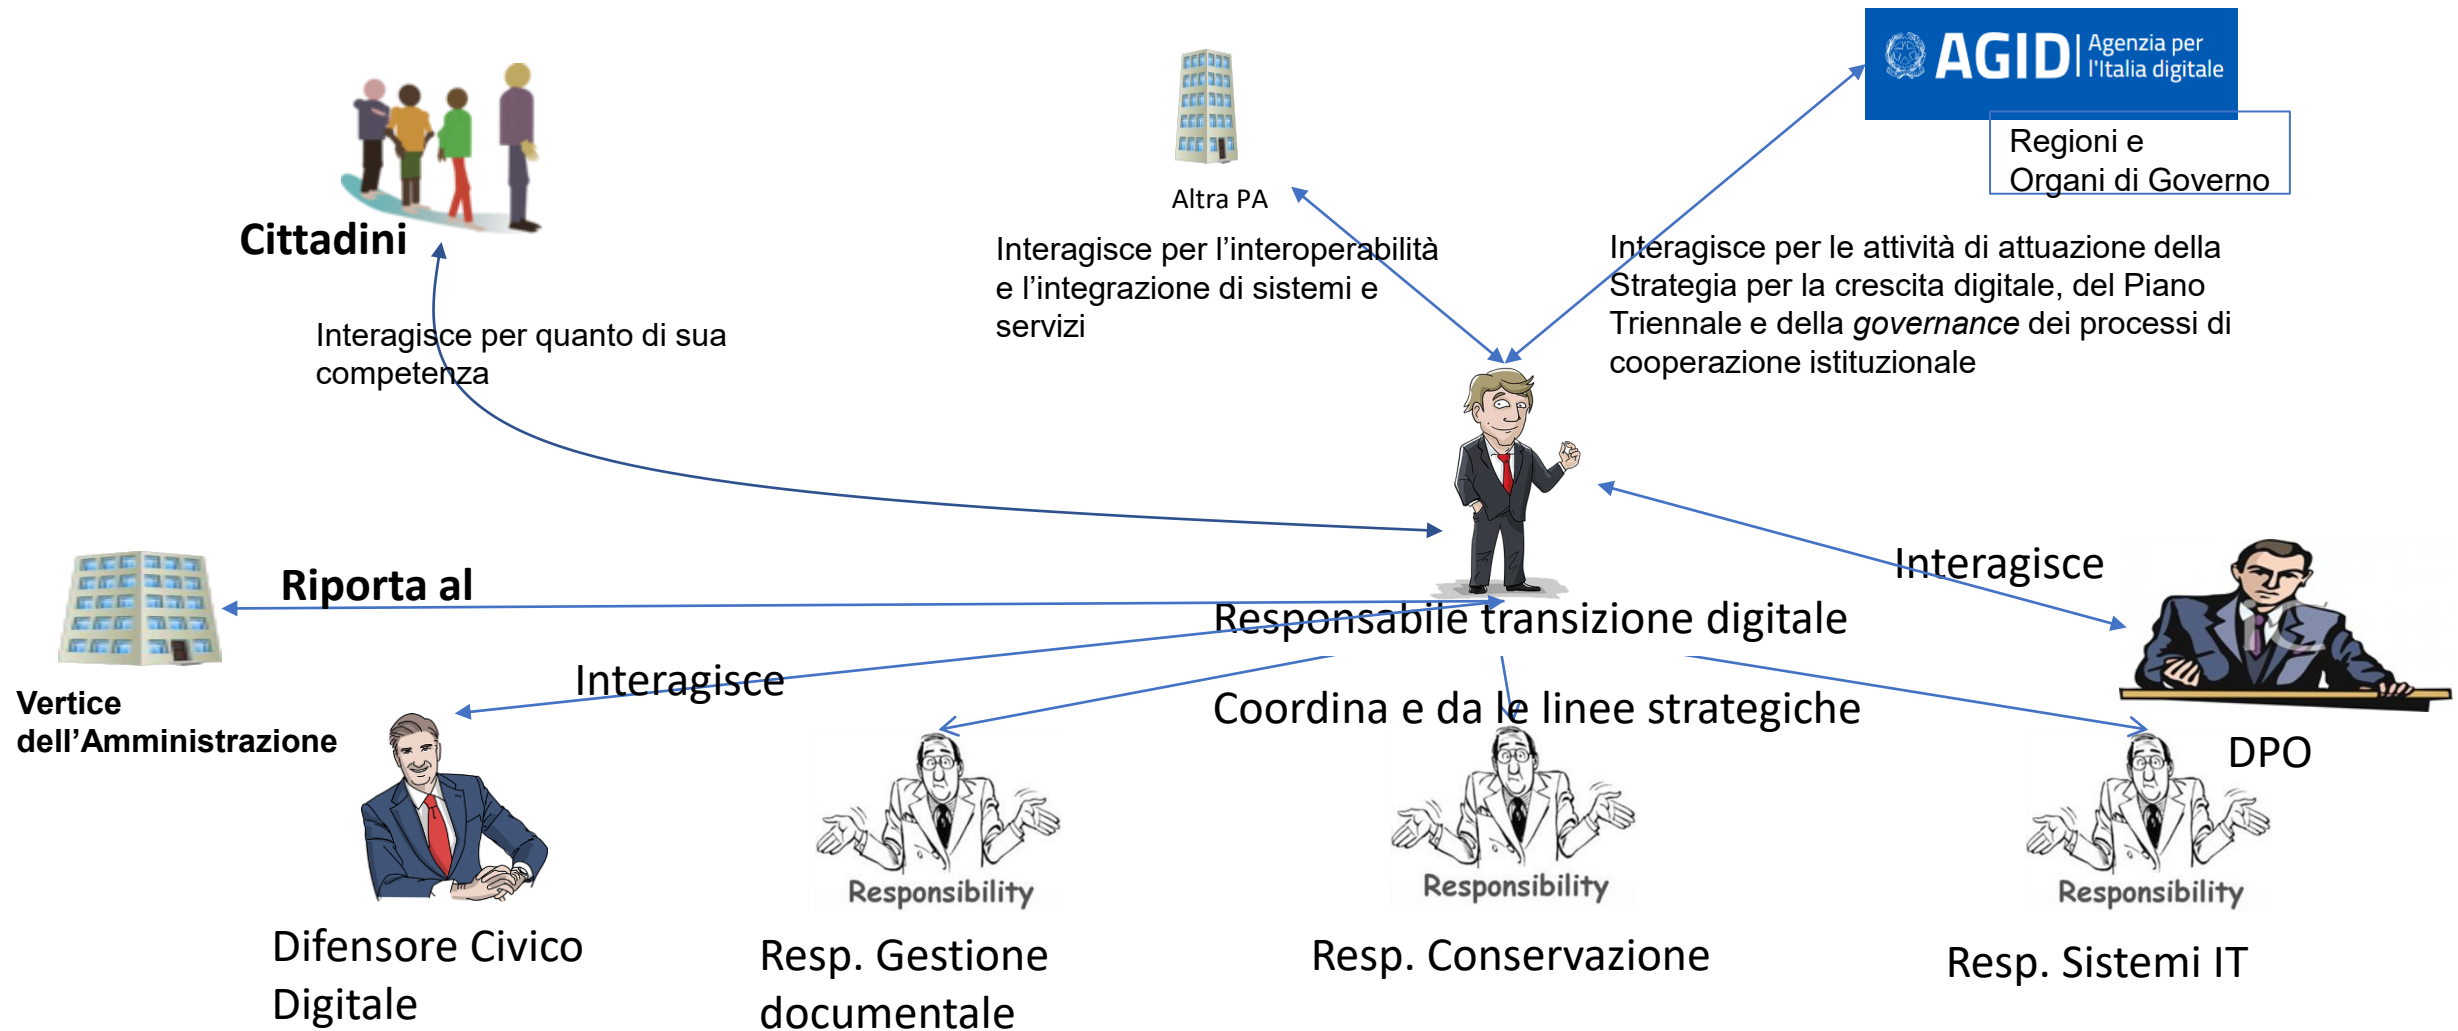 AGID Agenzia per
l'Italia digitale
Regioni e
Organi di Governo
Altra PA
Cittadini
Interagisce per l’interoperabilità
e l’integrazione di sistemi e
servizi
Interagisce per le attività di attuazione della
Strategia per la crescita digitale, del Piano
Triennale e della governance dei processi di
cooperazione istituzionale
Interagisce per quanto di sua
competenza
Riporta al
Interagisce
Responsabile transizione digitale
Interagisce
Vertice
dell’Amministrazione
Coordina e da le linee strategiche
DPO
Responsibility
Responsibility
Responsibility
Difensore Civico
Digitale
Resp. Gestione
documentale
Resp. Conservazione
Resp. Sistemi IT